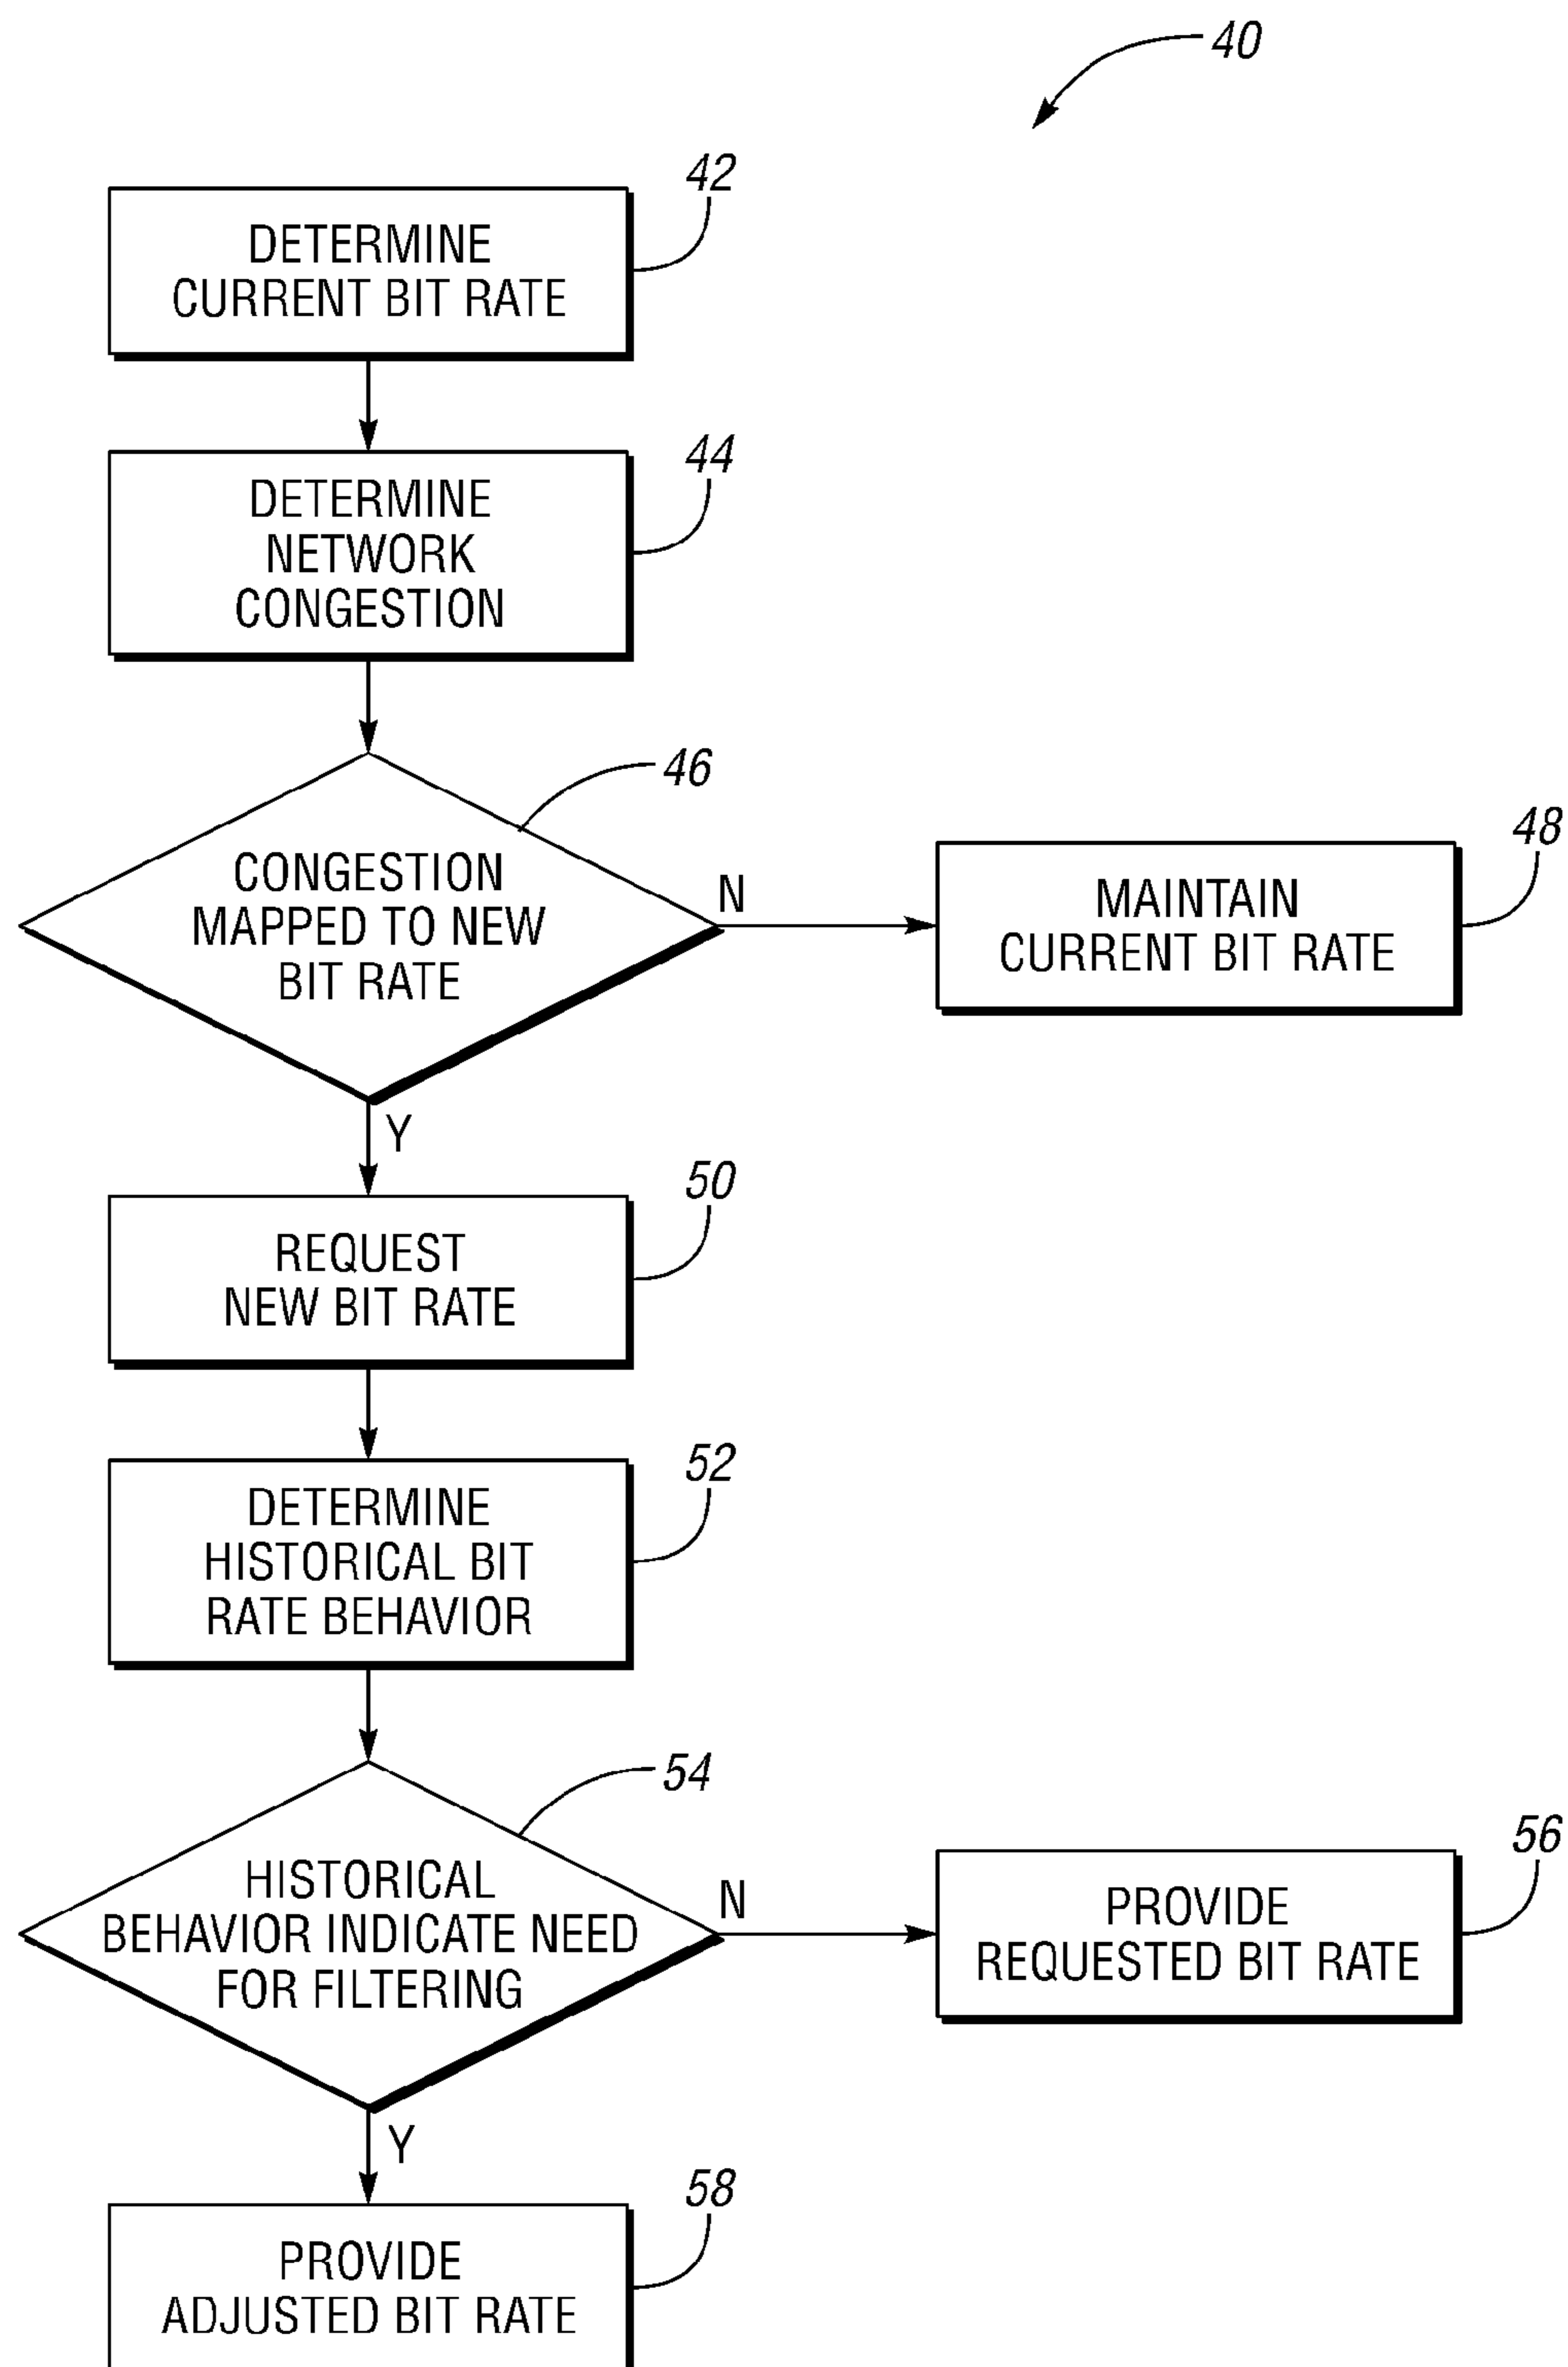 40
42
DETERMINE
CURRENT BIT RATE
44
DETERMINE
NETWORK
CONGESTION
46
CONGESTION
MAPPED TO NEW
BIT RATE
N
48
MAINTAIN
CURRENT BIT RATE
Y
50
REQUEST
NEW BIT RATE
52
DETERMINE
HISTORICAL BIT
RATE BEHAVIOR
54
HISTORICAL
BEHAVIOR INDICATE NEED
FOR FILTERING
N
56
PROVIDE
REQUESTED BIT RATE
Y
58
PROVIDE
ADJUSTED BIT RATE